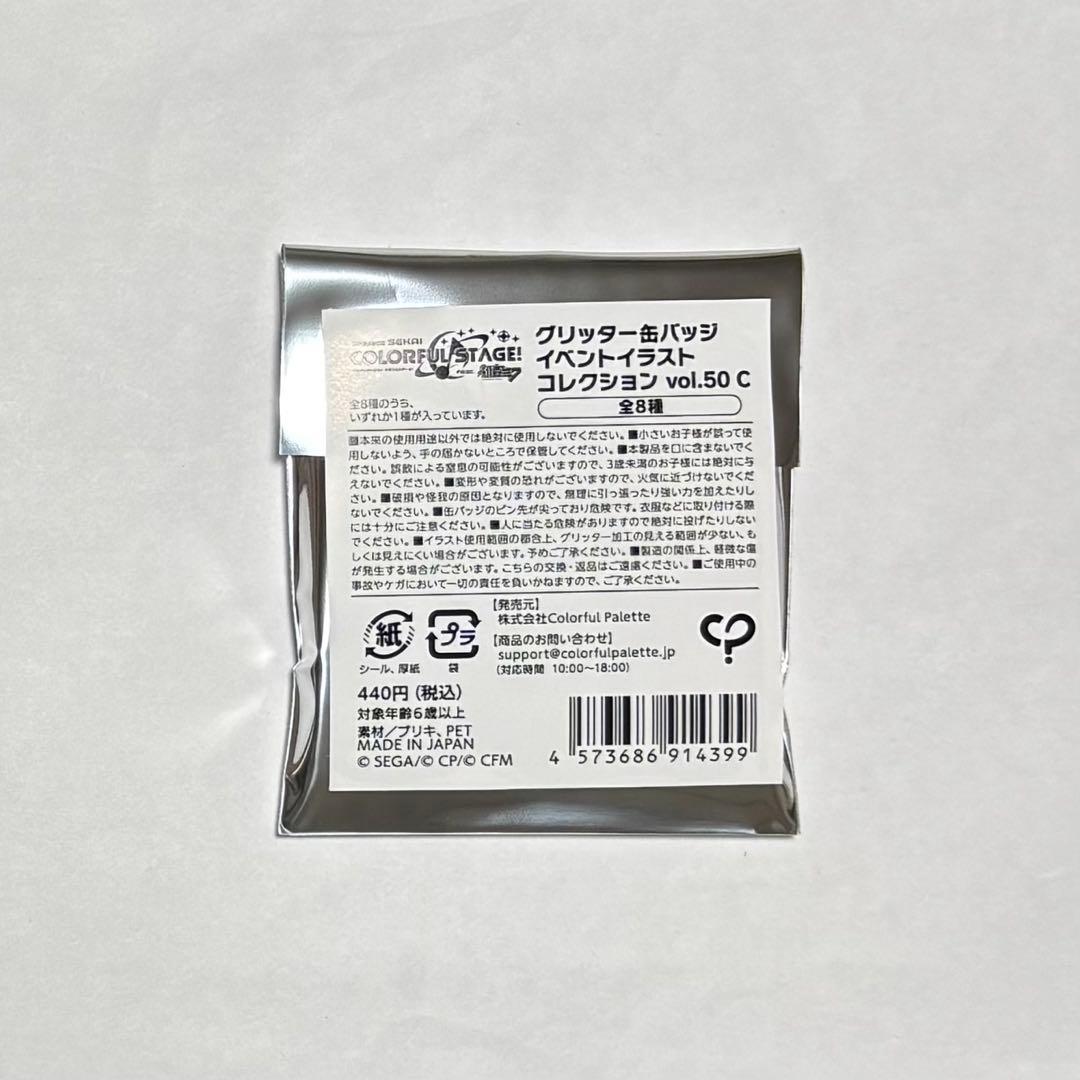 SEKAI
COLORFUL STAGE!
feat. 初音ミク
グリッター缶バッジ
イベントイラスト
コレクション vol.50 C
全8種
全8種のうち、
いずれか1種が入っています。
■本来の使用用途以外では絶対に使用しないでください。■小さいお子様が誤って使
用しないよう、手の届かないところで保管してください。■本製品を口に含まないでく
ださい。誤飲による窒息の可能性がございますので、3歳未満のお子様には絶対に与
えないでください。■変形や変質の恐れがございますので、火気に近づけないでくだ
さい。■破損や怪我の原因となりますので、無理に引っ張ったり強い力を加えたりし
ないでください。■缶バッジのピン先が尖っており危険です。衣服などに取り付ける際
には十分にご注意ください。■人に当たる危険がありますので絶対に投げたりしない
でください。■イラスト使用範囲の都合上、グリッター加工の見える範囲が少ない、も
しくは見えにくい場合がございます。予めご了承ください。■製造の関係上、軽微な傷
が発生する場合がございます。こちらの交換・返品はご遠慮ください。■ご使用中の
事故やケガにおいて一切の責任を負いかねますので、ご了承ください。
紙
シール、厚紙
プラ
袋
【発売元】
株式会社Colorful Palette
【商品のお問い合わせ】
support@colorfulpalette.jp
(対応時間 10:00〜18:00)
440円(税込)
対象年齢6歳以上
素材/ブリキ、PET
MADE IN JAPAN
© SEGA/© CP/© CFM
4 573686 914399